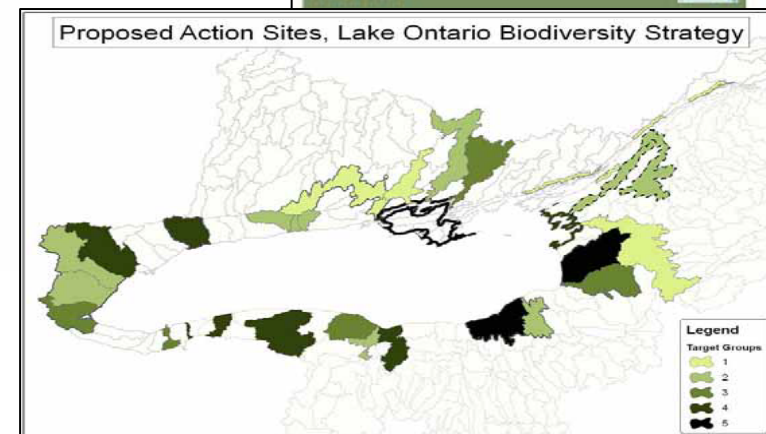 Proposed Action Sites, Lake Ontario Biodiversity Strategy
Legend
Target Groups
1
2
3
4
5